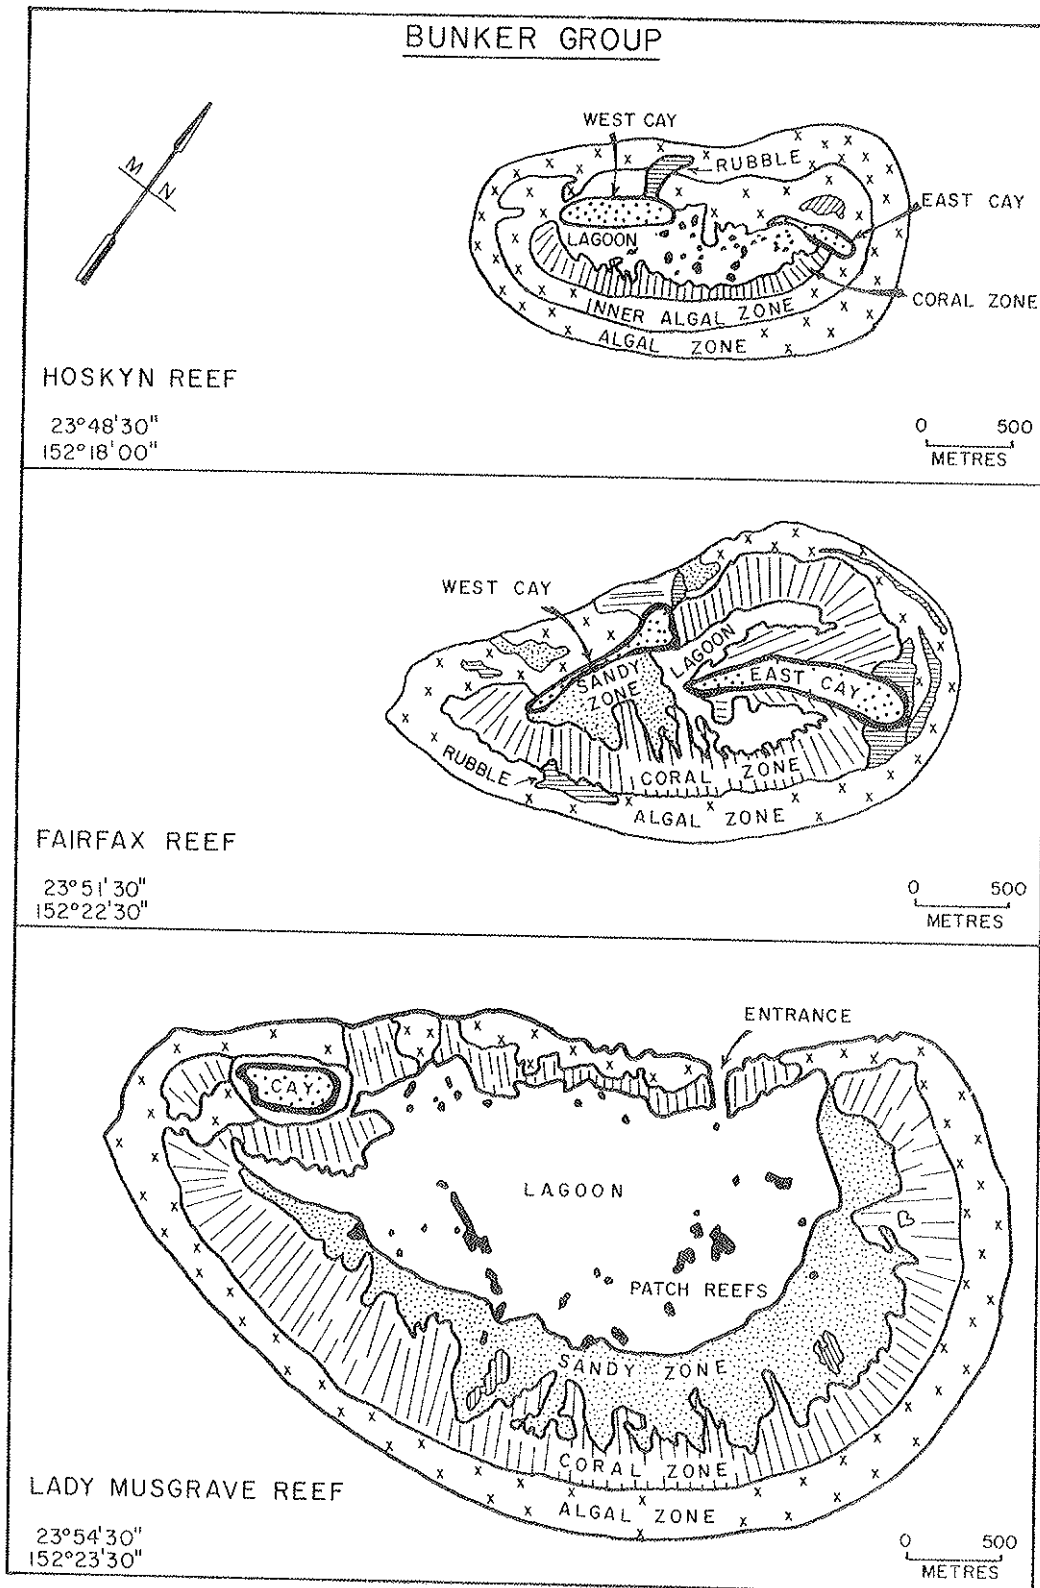 BUNKER GROUP
M N
WEST CAY
RUBBLE
EAST CAY
LAGOON
CORAL ZONE
INNER ALGAL ZONE
ALGAL ZONE
HOSKYN REEF
23°48'30"
152°18'00"
0 500
METRES
WEST CAY
LAGOON
SANDY
ZONE
EAST CAY
RUBBLE
CORAL ZONE
ALGAL ZONE
FAIRFAX REEF
23°51'30"
152°22'30"
0 500
METRES
ENTRANCE
CAY
LAGOON
PATCH REEFS
SANDY ZONE
CORAL ZONE
ALGAL ZONE
LADY MUSGRAVE REEF
23°54'30"
152°23'30"
0 500
METRES